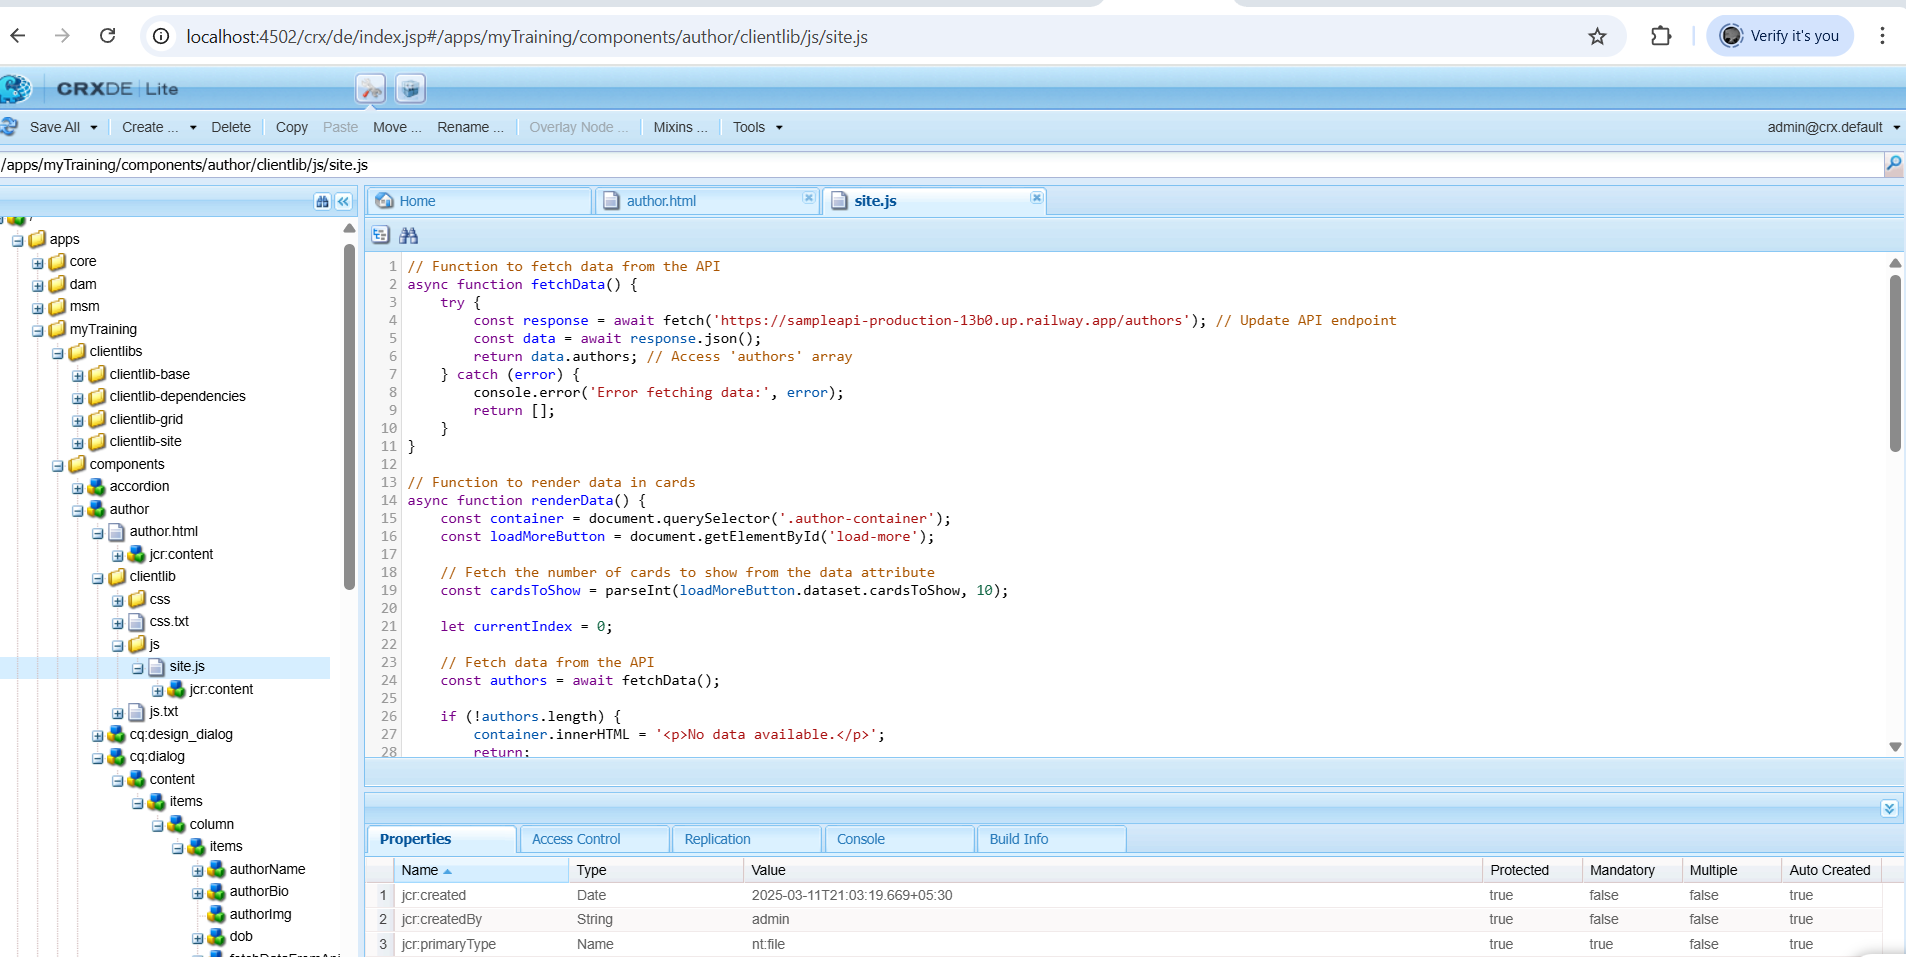 localhost:4502/crx/de/index.jsp#/apps/myTraining/components/author/clientlib/js/site.js
Verify it's you
CRXDE Lite
Save All Create ... Delete Copy Paste Move ... Rename ... Overlay Node ... Mixins ... Tools admin@crx.default
/apps/myTraining/components/author/clientlib/js/site.js
/
apps
core
dam
msm
myTraining
clientlibs
clientlib-base
clientlib-dependencies
clientlib-grid
clientlib-site
components
accordion
author
author.html
jcr:content
clientlib
css
css.txt
js
site.js
jcr:content
js.txt
cq:design_dialog
cq:dialog
content
items
column
items
authorName
authorBio
authorImg
dob
Home author.html site.js
1 // Function to fetch data from the API
2 async function fetchData() {
3     try {
4         const response = await fetch('https://sampleapi-production-13b0.up.railway.app/authors'); // Update API endpoint
5         const data = await response.json();
6         return data.authors; // Access 'authors' array
7     } catch (error) {
8         console.error('Error fetching data:', error);
9         return [];
10     }
11 }
12
13 // Function to render data in cards
14 async function renderData() {
15     const container = document.querySelector('.author-container');
16     const loadMoreButton = document.getElementById('load-more');
17
18     // Fetch the number of cards to show from the data attribute
19     const cardsToShow = parseInt(loadMoreButton.dataset.cardsToShow, 10);
20
21     let currentIndex = 0;
22
23     // Fetch data from the API
24     const authors = await fetchData();
25
26     if (!authors.length) {
27         container.innerHTML = '<p>No data available.</p>';
28         return;
Properties Access Control Replication Console Build Info
Name Type Value Protected Mandatory Multiple Auto Created
1 jcr:created Date 2025-03-11T21:03:19.669+05:30 true false false true
2 jcr:createdBy String admin true false false true
3 jcr:primaryType Name nt:file true true false true